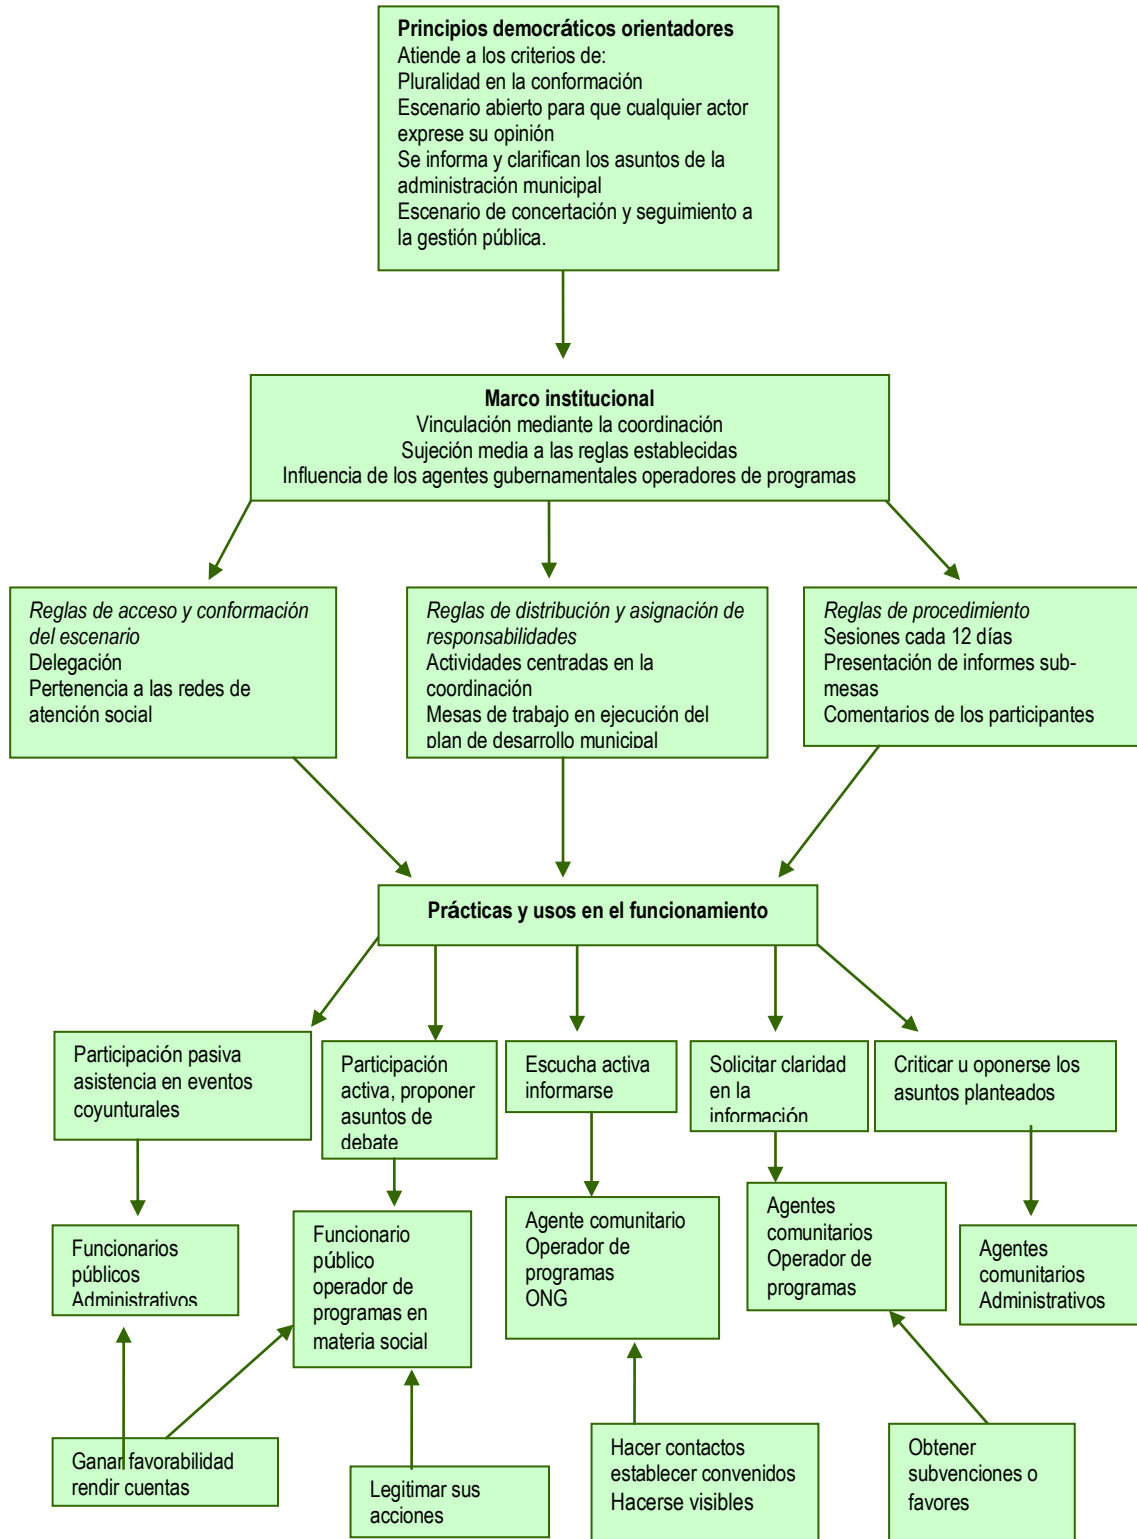 Principios democráticos orientadores
Atiende a los criterios de:
Pluralidad en la conformación
Escenario abierto para que cualquier actor
exprese su opinión
Se informa y clarifican los asuntos de la
administración municipal
Escenario de concertación y seguimiento a
la gestión pública.
Marco institucional
Vinculación mediante la coordinación
Sujeción media a las reglas establecidas
Influencia de los agentes gubernamentales operadores de programas
Reglas de acceso y conformación
del escenario
Delegación
Pertenencia a las redes de
atención social
Reglas de distribución y asignación de
responsabilidades
Actividades centradas en la
coordinación
Mesas de trabajo en ejecución del
plan de desarrollo municipal
Reglas de procedimiento
Sesiones cada 12 días
Presentación de informes sub-
mesas
Comentarios de los participantes
Prácticas y usos en el funcionamiento
Participación pasiva
asistencia en eventos
coyunturales
Participación
activa, proponer
asuntos de
debate
Escucha activa
informarse
Solicitar claridad
en la
información
Criticar u oponerse los
asuntos planteados
Funcionarios
públicos
Administrativos
Funcionario
público
operador de
programas en
materia social
Agente comunitario
Operador de
programas
ONG
Agentes
comunitarios
Operador de
programas
Agentes
comunitarios
Administrativos
Ganar favorabilidad
rendir cuentas
Legitimar sus
acciones
Hacer contactos
establecer convenidos
Hacerse visibles
Obtener
subvenciones o
favores